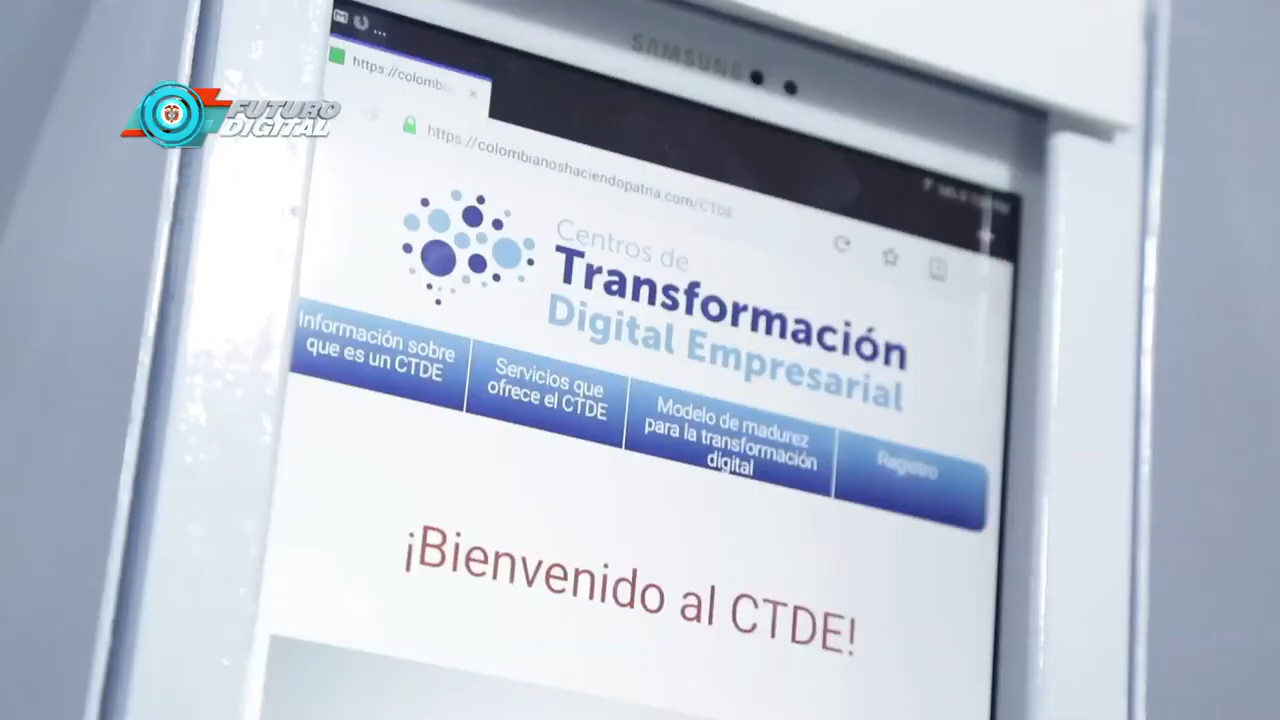 SAMSUNG
https://colombi
FUTURO
DIGITAL
https://colombianoshaciendopatria.com/CTDE
Centros de
Transformación
Digital Empresarial
Información sobre
que es un CTDE
Servicios que
ofrece el CTDE
Modelo de madurez
para la transformación
digital
Registro
¡Bienvenido al CTDE!